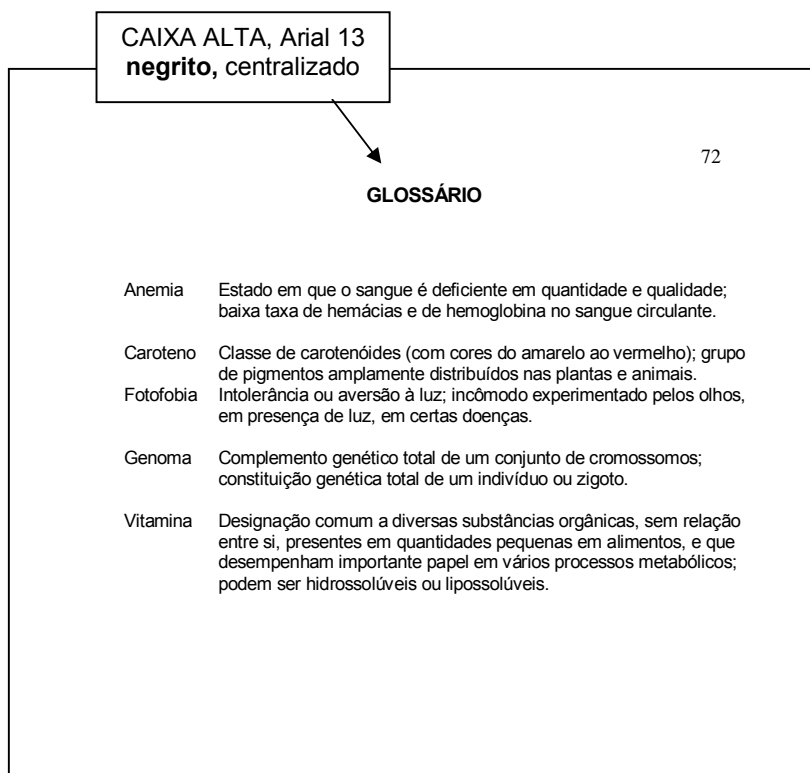 CAIXA ALTA, Arial 13
negrito, centralizado
72
GLOSSÁRIO
Anemia Estado em que o sangue é deficiente em quantidade e qualidade;
baixa taxa de hemácias e de hemoglobina no sangue circulante.
Caroteno Classe de carotenóides (com cores do amarelo ao vermelho); grupo
de pigmentos amplamente distribuídos nas plantas e animais.
Fotofobia Intolerância ou aversão à luz; incômodo experimentado pelos olhos,
em presença de luz, em certas doenças.
Genoma Complemento genético total de um conjunto de cromossomos;
constituição genética total de um indivíduo ou zigoto.
Vitamina Designação comum a diversas substâncias orgânicas, sem relação
entre si, presentes em quantidades pequenas em alimentos, e que
desempenham importante papel em vários processos metabólicos;
podem ser hidrossolúveis ou lipossolúveis.